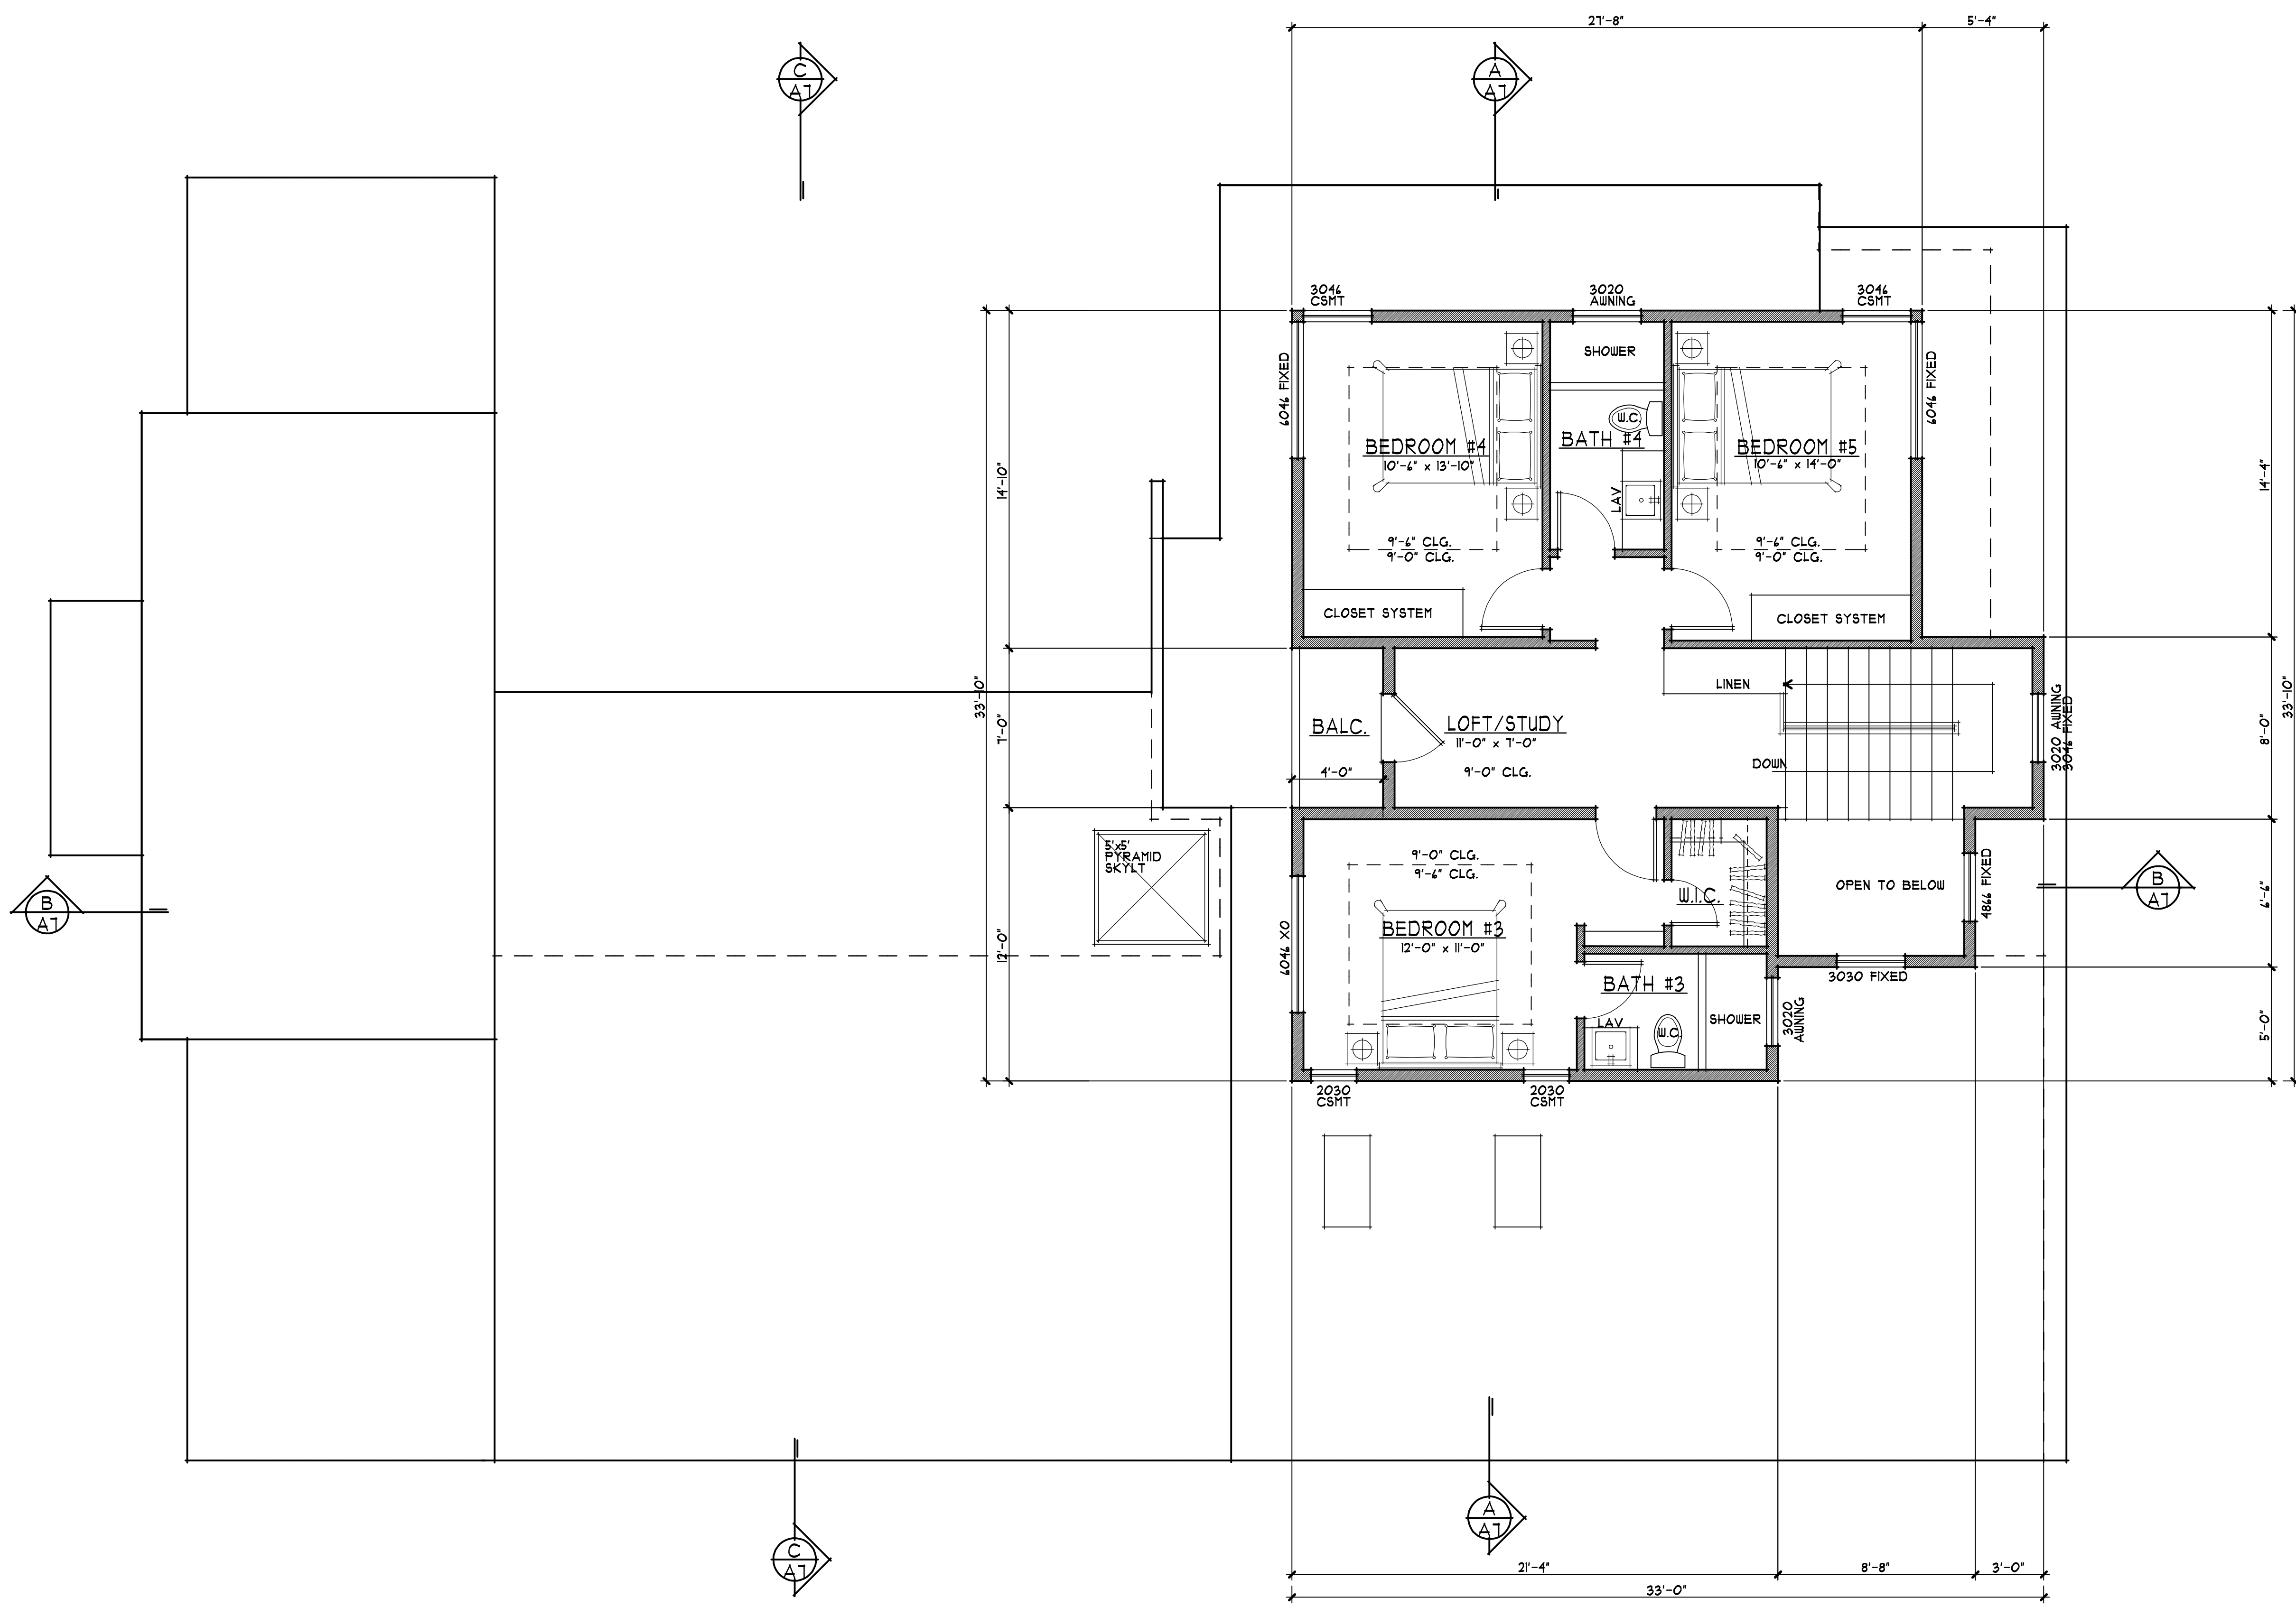 27'-8"
5'-4"
C
A7
A
A7
3046
CSMT
3020
AWNING
3046
CSMT
6046 FIXED
SHOWER
6046 FIXED
W.C.
BEDROOM #4
10'-6" x 13'-10"
BATH #4
BEDROOM #5
10'-6" x 14'-0"
14'-10"
14'-4"
LAV
9'-6" CLG.
9'-0" CLG.
9'-6" CLG.
9'-0" CLG.
CLOSET SYSTEM
CLOSET SYSTEM
33'-10"
7'-0"
LINEN
BALC.
LOFT/STUDY
11'-0" x 7'-0"
9'-0" CLG.
4'-0"
DOWN
3020 AWNING
3046 FIXED
8'-0"
33'-10"
5'x5'
PYRAMID
SKYLT
9'-0" CLG.
9'-6" CLG.
W.I.C.
OPEN TO BELOW
4866 FIXED
6'-6"
B
A7
B
A7
12'-0"
6046 XO
BEDROOM #3
12'-0" x 11'-0"
BATH #3
3030 FIXED
LAV
W.C.
SHOWER
3020
AWNING
5'-0"
2030
CSMT
2030
CSMT
A
A7
C
A7
21'-4"
8'-8"
3'-0"
33'-0"